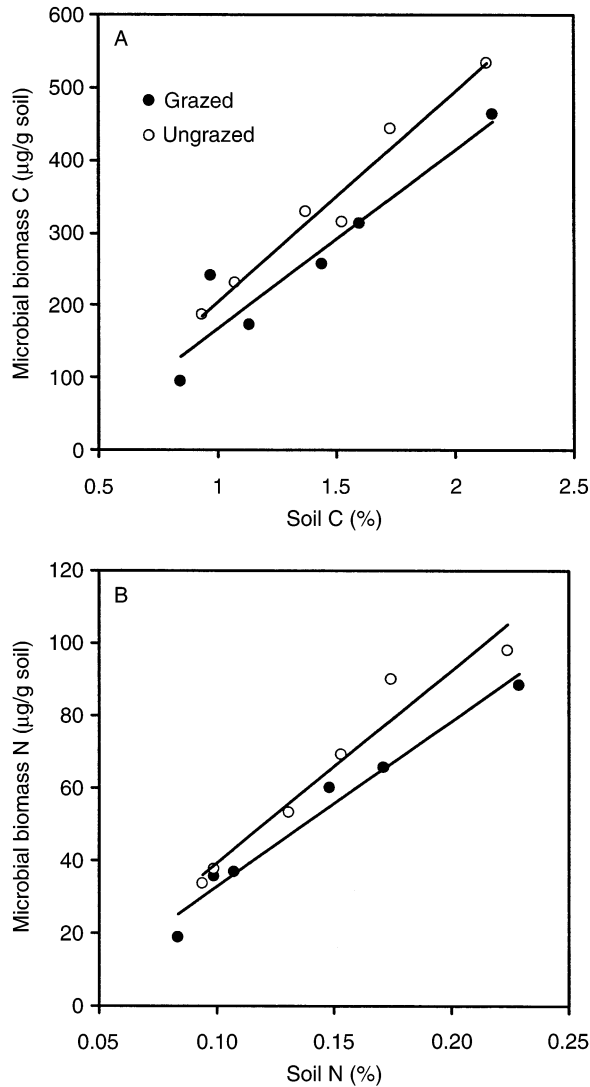 600
A
500
Grazed
Ungrazed
400
300
200
100
0
Microbial biomass C (µg/g soil)
0.5 1 1.5 2 2.5
Soil C (%)
120
B
100
80
60
40
20
0
Microbial biomass N (µg/g soil)
0.05 0.10 0.15 0.20 0.25
Soil N (%)